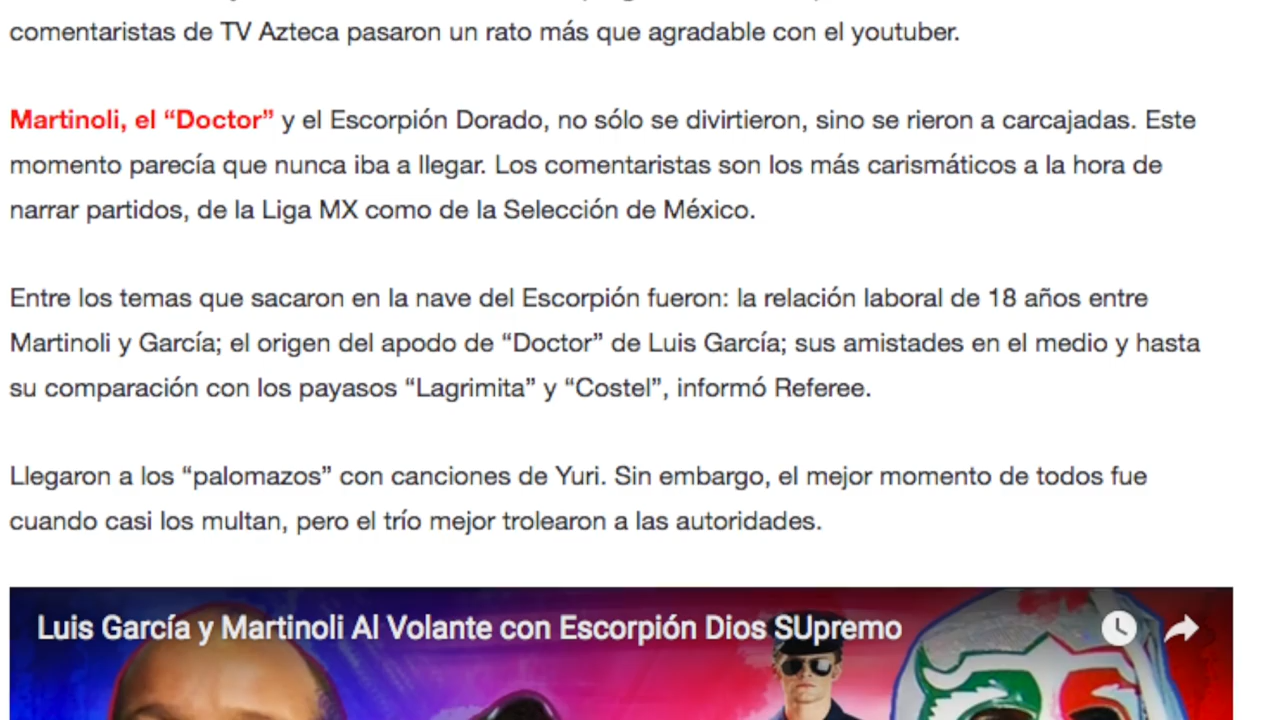 comentaristas de TV Azteca pasaron un rato más que agradable con el youtuber.
Martinoli, el “Doctor” y el Escorpión Dorado, no sólo se divirtieron, sino se rieron a carcajadas. Este
momento parecía que nunca iba a llegar. Los comentaristas son los más carismáticos a la hora de
narrar partidos, de la Liga MX como de la Selección de México.
Entre los temas que sacaron en la nave del Escorpión fueron: la relación laboral de 18 años entre
Martinoli y García; el origen del apodo de “Doctor” de Luis García; sus amistades en el medio y hasta
su comparación con los payasos “Lagrimita” y “Costel”, informó Referee.
Llegaron a los “palomazos” con canciones de Yuri. Sin embargo, el mejor momento de todos fue
cuando casi los multan, pero el trío mejor trolearon a las autoridades.
Luis García y Martinoli Al Volante con Escorpión Dios SUpremo